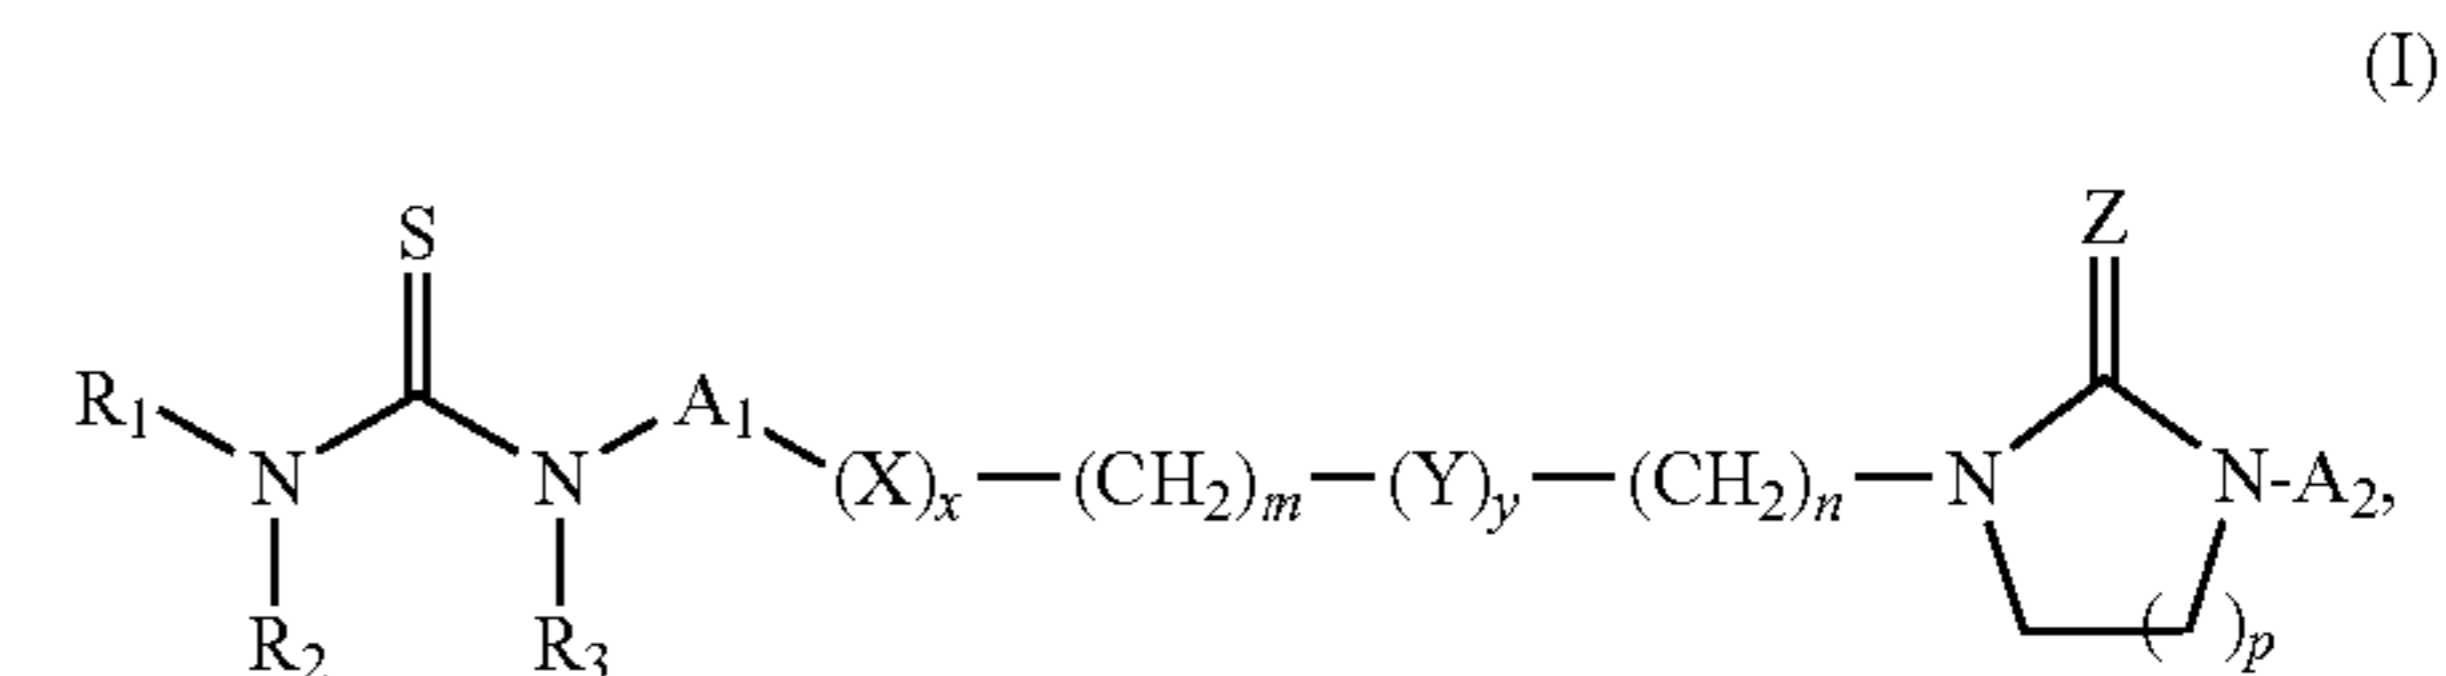 (I)
S Z
R₁ N N A₁ (X)ₓ—(CH₂)ₘ—(Y)ᵧ—(CH₂)ₙ—N N-A₂,
R₂ R₃ ( )ₚ